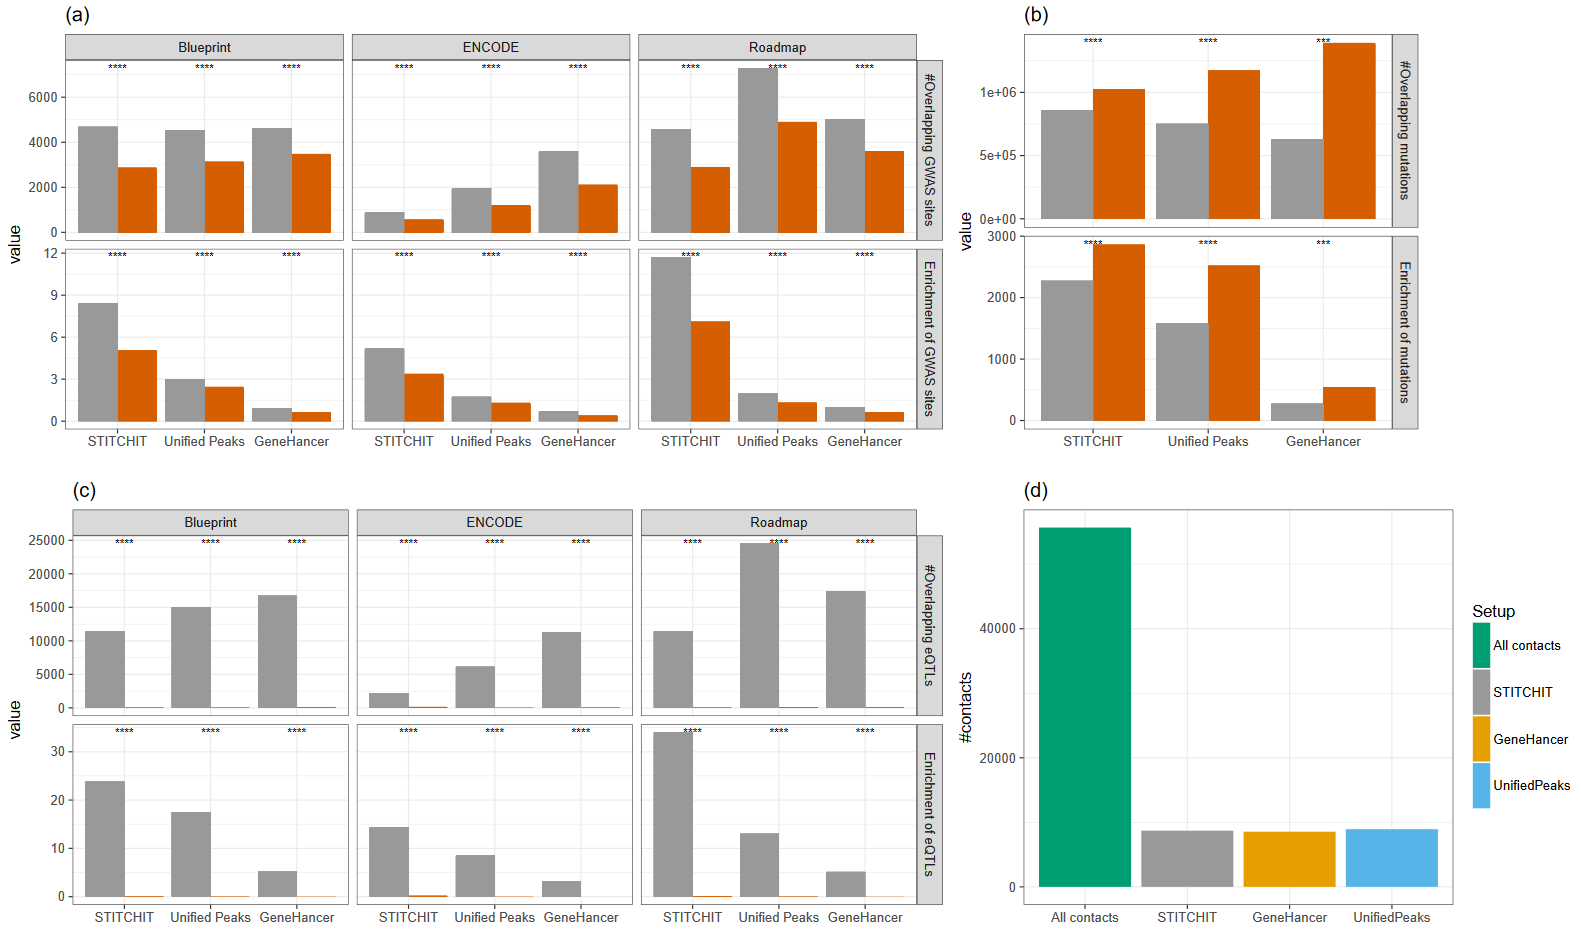 (a)
Blueprint ENCODE Roadmap
**** **** **** **** **** **** **** **** ****
6000
4000
2000
0
#Overlapping GWAS sites
value
**** **** **** **** **** **** **** **** ****
12
9
6
3
0
Enrichment of GWAS sites
STITCHIT Unified Peaks GeneHancer STITCHIT Unified Peaks GeneHancer STITCHIT Unified Peaks GeneHancer
(b)
**** **** ***
1e+06
5e+05
0e+00
#Overlapping mutations
value
**** **** ***
3000
2000
1000
0
Enrichment of mutations
STITCHIT Unified Peaks GeneHancer
(c)
Blueprint ENCODE Roadmap
**** **** **** **** **** **** **** **** ****
25000
20000
15000
10000
5000
0
#Overlapping eQTLs
value
**** **** **** **** **** **** **** **** ****
30
20
10
0
Enrichment of eQTLs
STITCHIT Unified Peaks GeneHancer STITCHIT Unified Peaks GeneHancer STITCHIT Unified Peaks GeneHancer
(d)
40000
20000
0
#contacts
All contacts STITCHIT GeneHancer UnifiedPeaks
Setup
All contacts
STITCHIT
GeneHancer
UnifiedPeaks